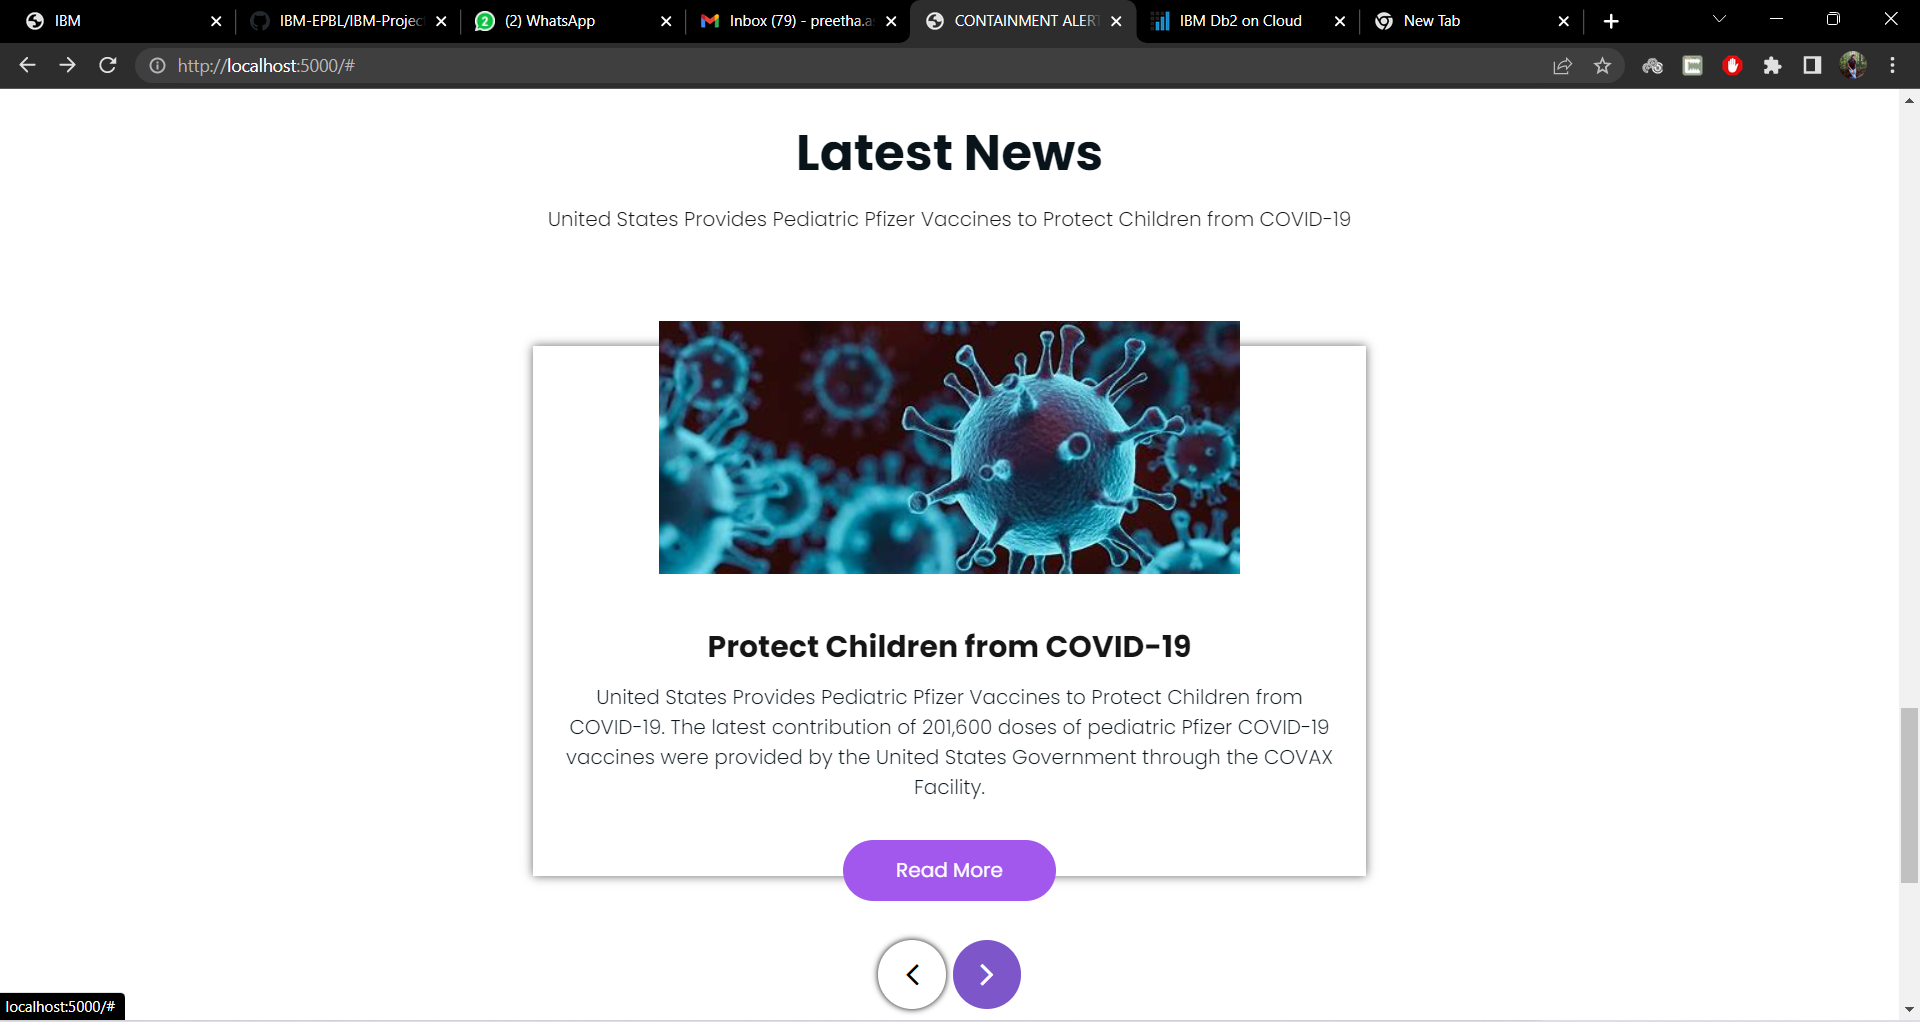 IBM
IBM-EPBL/IBM-Projec
2
(2) WhatsApp
Inbox (79) - preetha.a
CONTAINMENT ALER
IBM Db2 on Cloud
New Tab
http://localhost:5000/#
Latest News
United States Provides Pediatric Pfizer Vaccines to Protect Children from COVID-19
Protect Children from COVID-19
United States Provides Pediatric Pfizer Vaccines to Protect Children from
COVID-19. The latest contribution of 201,600 doses of pediatric Pfizer COVID-19
vaccines were provided by the United States Government through the COVAX
Facility.
Read More
localhost:5000/#